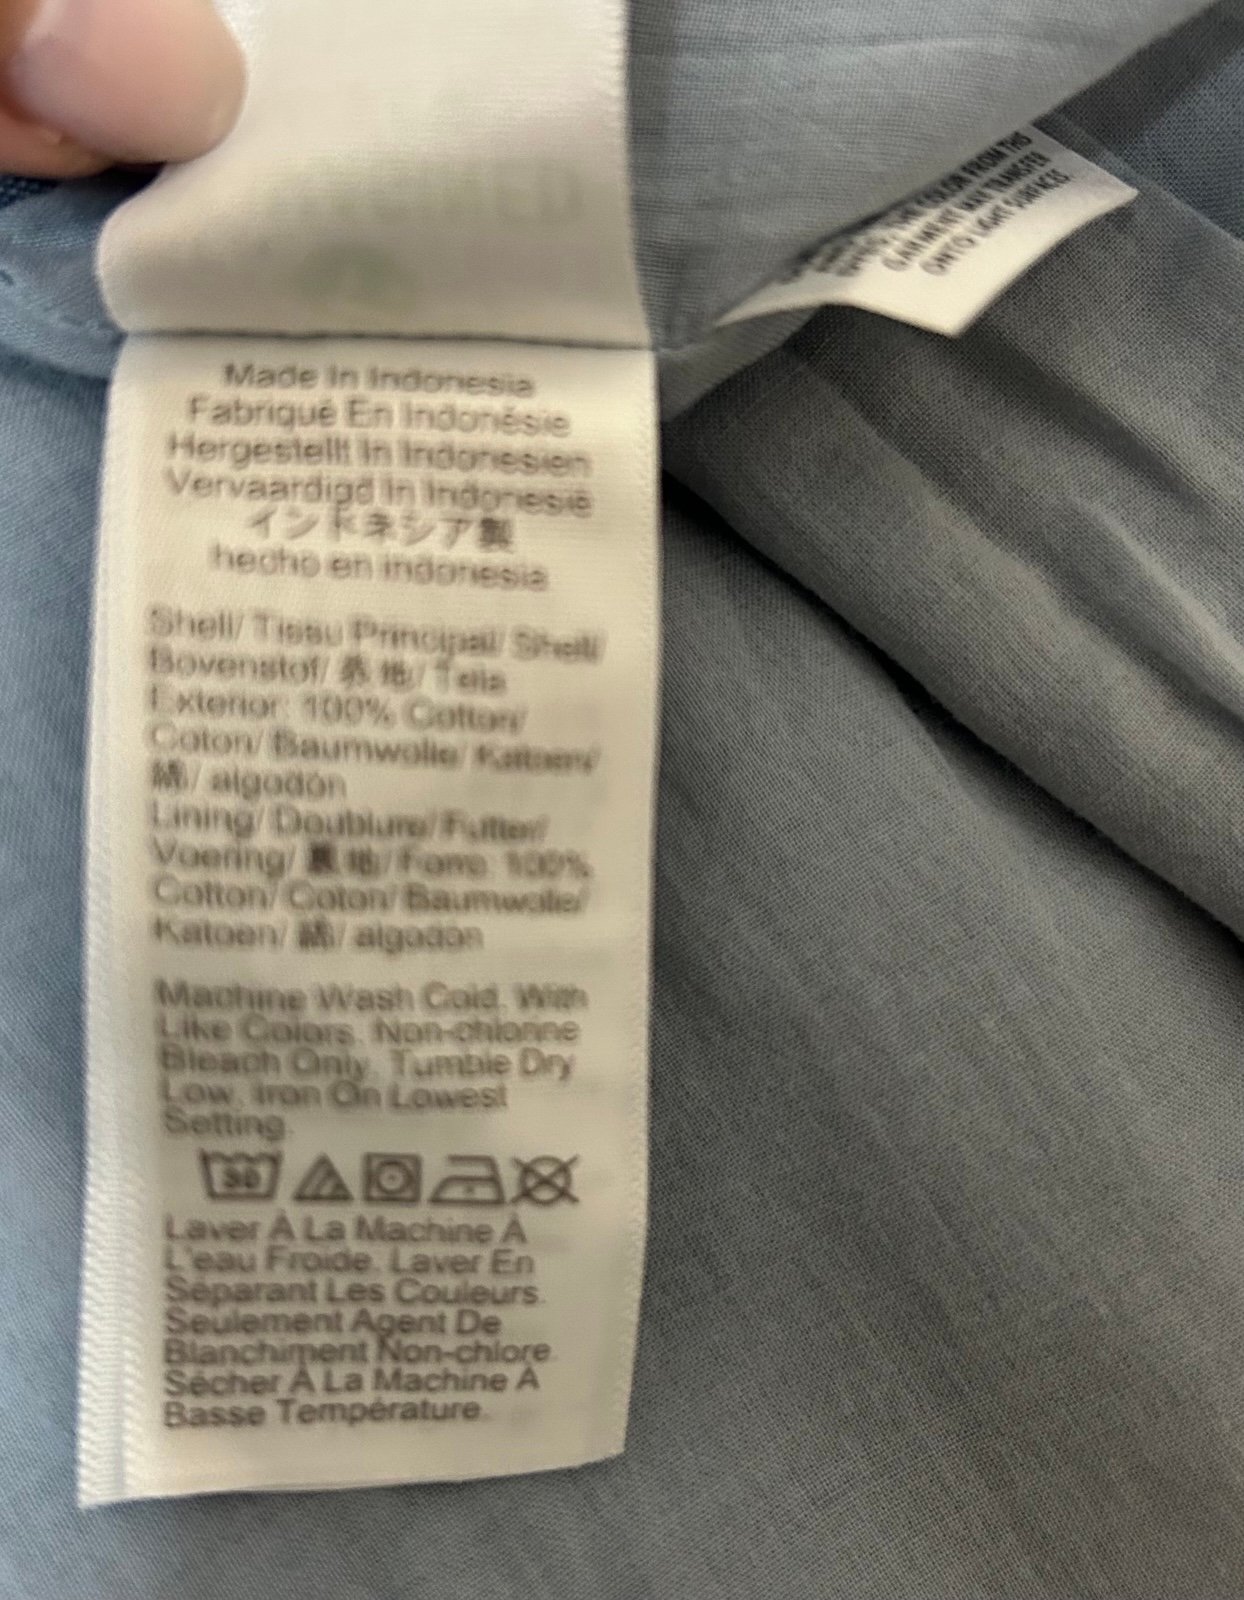 Made In Indonesia
Fabriqué En Indonésie
Hergestellt In Indonesien
Vervaardigd In Indonesië
インドネシア製
hecho en indonesia
Shell/ Tissu Principal/ Shell/
Bovenstof/ 表地/ Tela
Exterior: 100% Cotton/
Coton/ Baumwolle/ Katoen/
綿/ algodón
Lining/ Doublure/ Futter/
Voering/ 裏地/ Forro: 100%
Cotton/ Coton/ Baumwolle/
Katoen/ 綿/ algodón
Machine Wash Cold. With
Like Colors. Non-chlorine
Bleach Only. Tumble Dry
Low. Iron On Lowest
Setting.
30
Laver À La Machine À
L'eau Froide. Laver En
Séparant Les Couleurs.
Seulement Agent De
Blanchiment Non-chlore.
Sécher À La Machine À
Basse Température.
COLOR FROM THIS
GARMENT MAY TRANSFER
ONTO LIGHT SURFACES